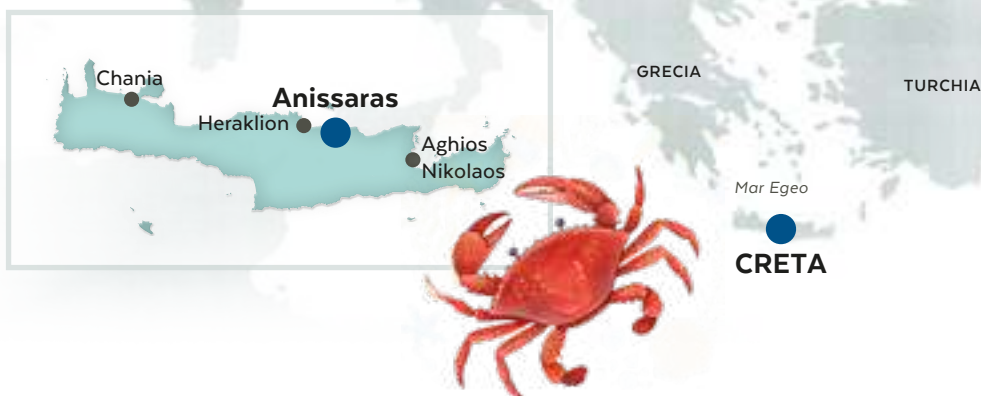 Chania
Anissaras
Heraklion
Aghios
Nikolaos
GRECIA
TURCHIA
Mar Egeo
CRETA